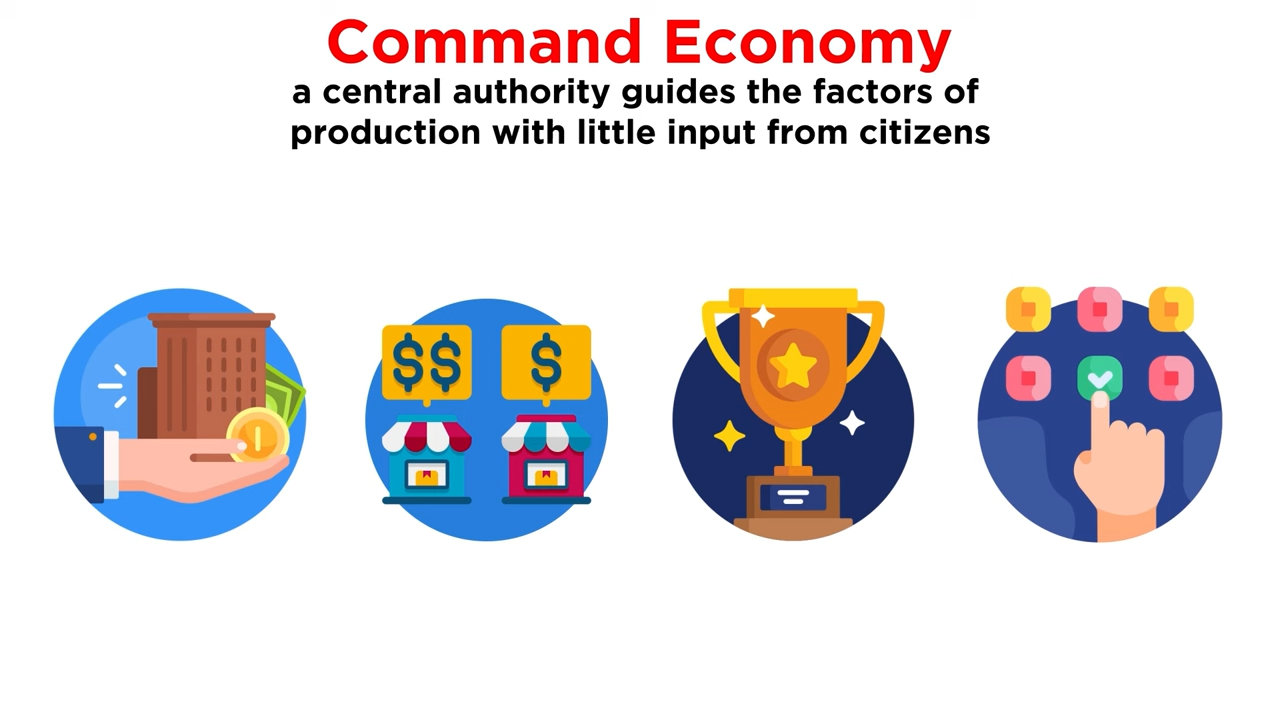 Command Economy
a central authority guides the factors of
production with little input from citizens
$$ $